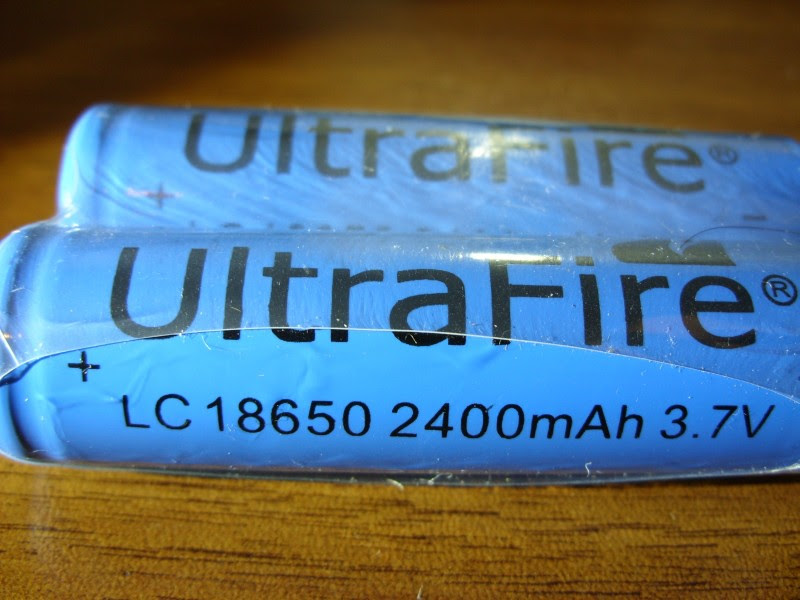 UltraFire®
+ -
UltraFire®
+
LC 18650 2400mAh 3.7V